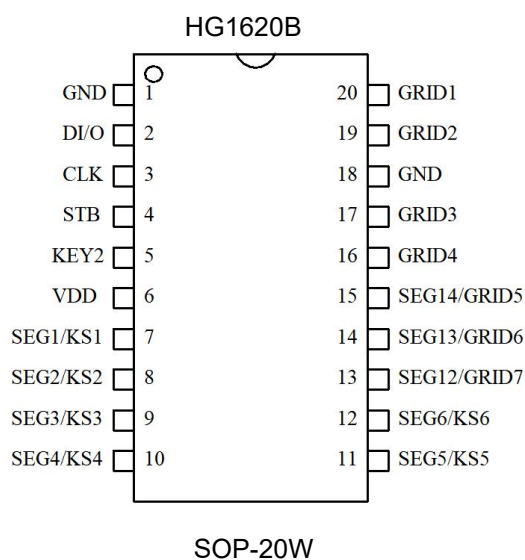 HG1620B
GND 1 20 GRID1
DI/O 2 19 GRID2
CLK 3 18 GND
STB 4 17 GRID3
KEY2 5 16 GRID4
VDD 6 15 SEG14/GRID5
SEG1/KS1 7 14 SEG13/GRID6
SEG2/KS2 8 13 SEG12/GRID7
SEG3/KS3 9 12 SEG6/KS6
SEG4/KS4 10 11 SEG5/KS5
SOP-20W